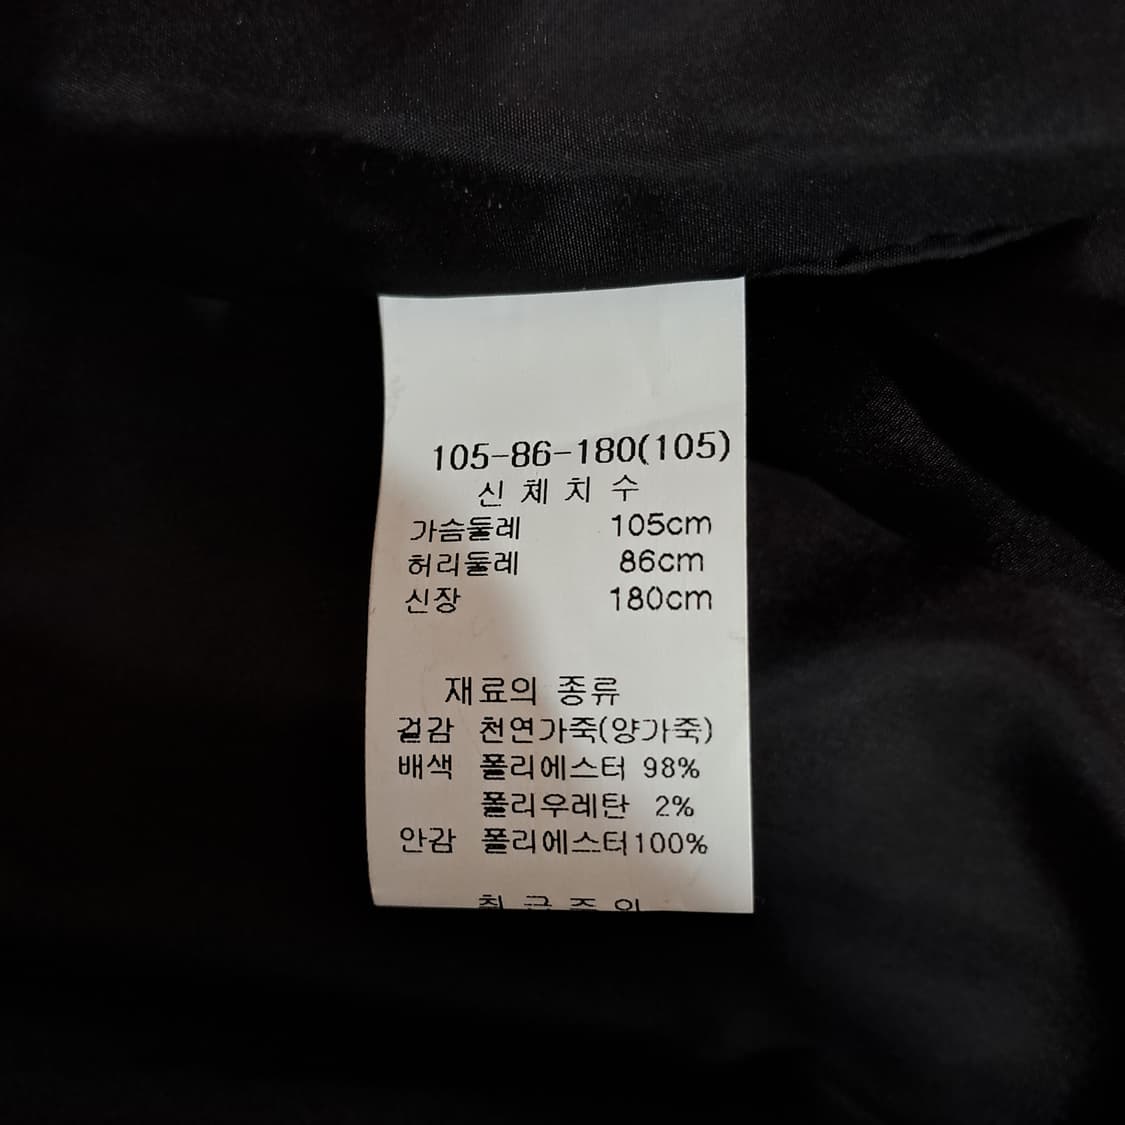 105-86-180(105)
신 체 치 수
가슴둘레 105cm
허리둘레 86cm
신장 180cm
재료의 종류
겉감 천연가죽(양가죽)
배색 폴리에스터 98%
폴리우레탄 2%
안감 폴리에스터100%